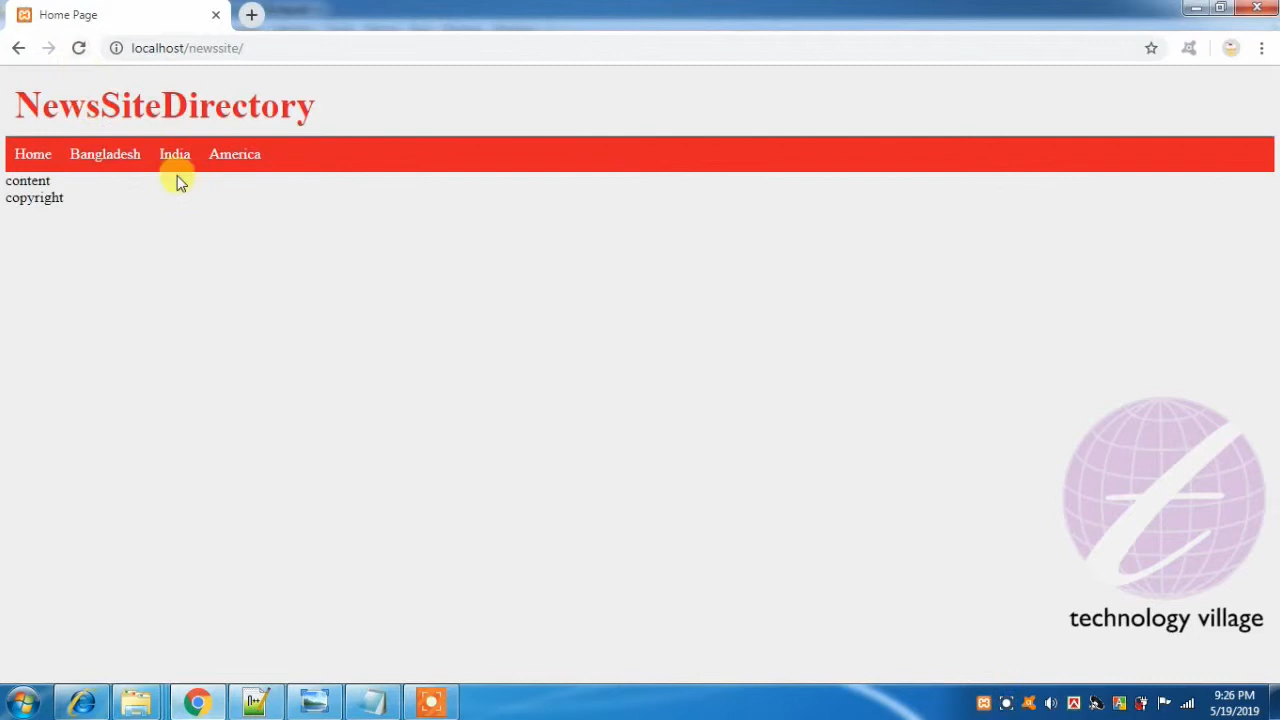 Home Page
localhost/newssite/
NewsSiteDirectory
Home Bangladesh India America
content
copyright
technology village
9:26 PM
5/19/2019